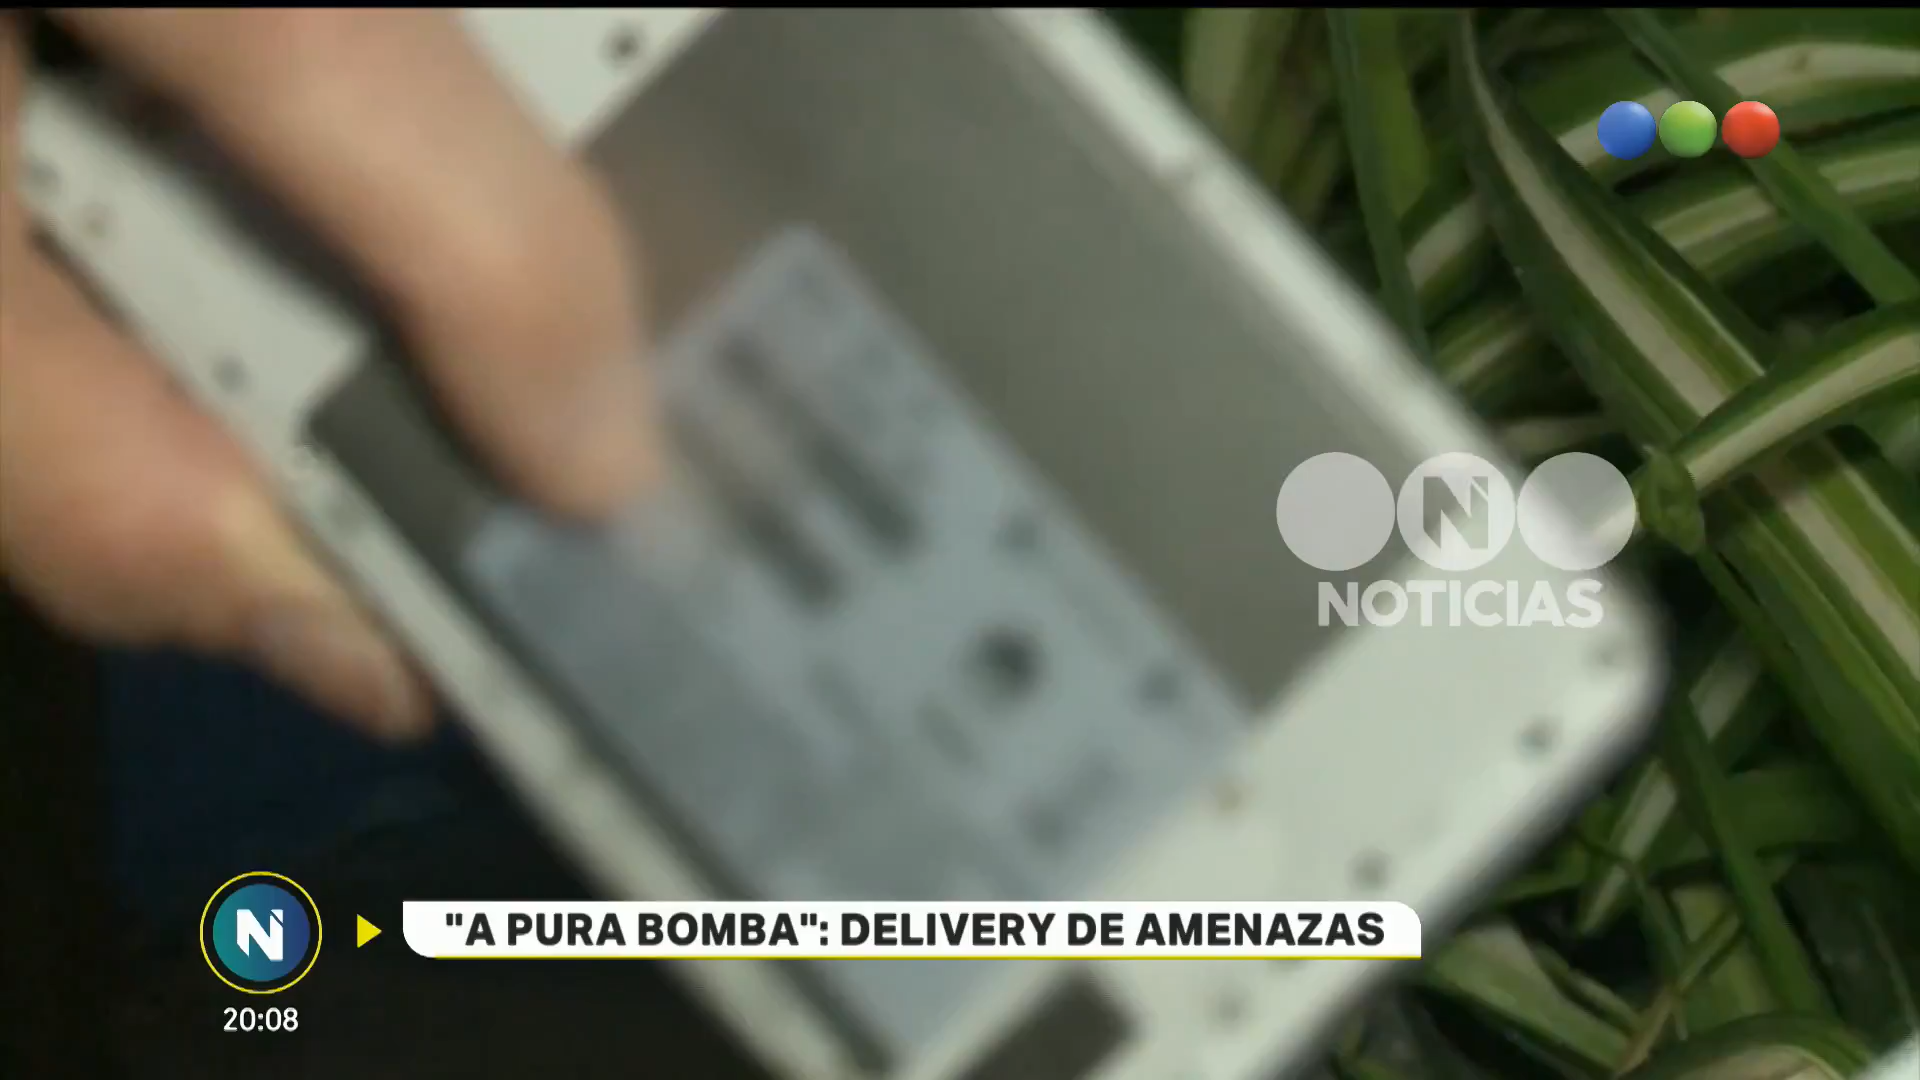 N
NOTICIAS
N
"A PURA BOMBA": DELIVERY DE AMENAZAS
20:08